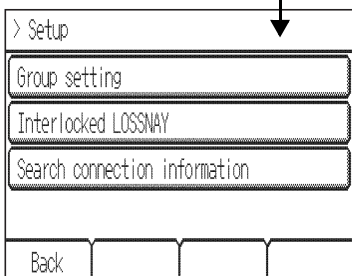 > Setup
Group setting
Interlocked LOSSNAY
Search connection information
Back